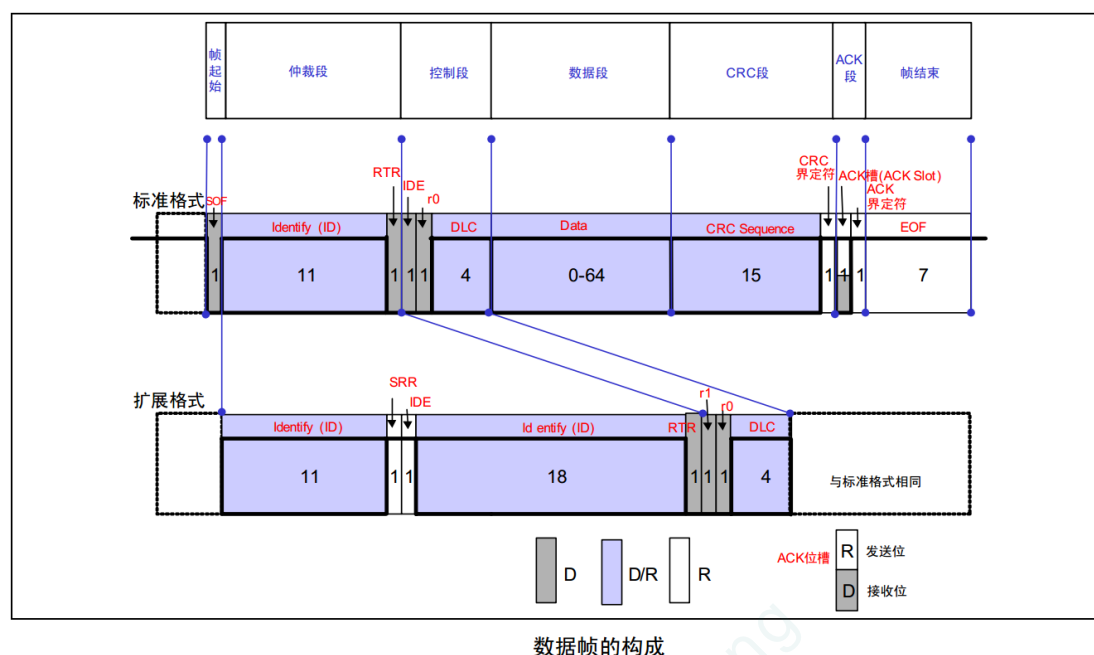 帧起始
仲裁段
控制段
数据段
CRC段
ACK段
帧结束
标准格式
SOF
RTR
IDE
r0
CRC
界定符
ACK槽(ACK Slot)
ACK
界定符
Identify (ID)
DLC
Data
CRC Sequence
EOF
1 11 1 1 1 4 0-64 15 1 1 1 7
扩展格式
SRR
IDE
r1
r0
Identify (ID)
Id entify (ID)
RTR
DLC
11 1 1 18 1 1 1 4
与标准格式相同
D
D/R
R
ACK位槽
R 发送位
D 接收位
数据帧的构成